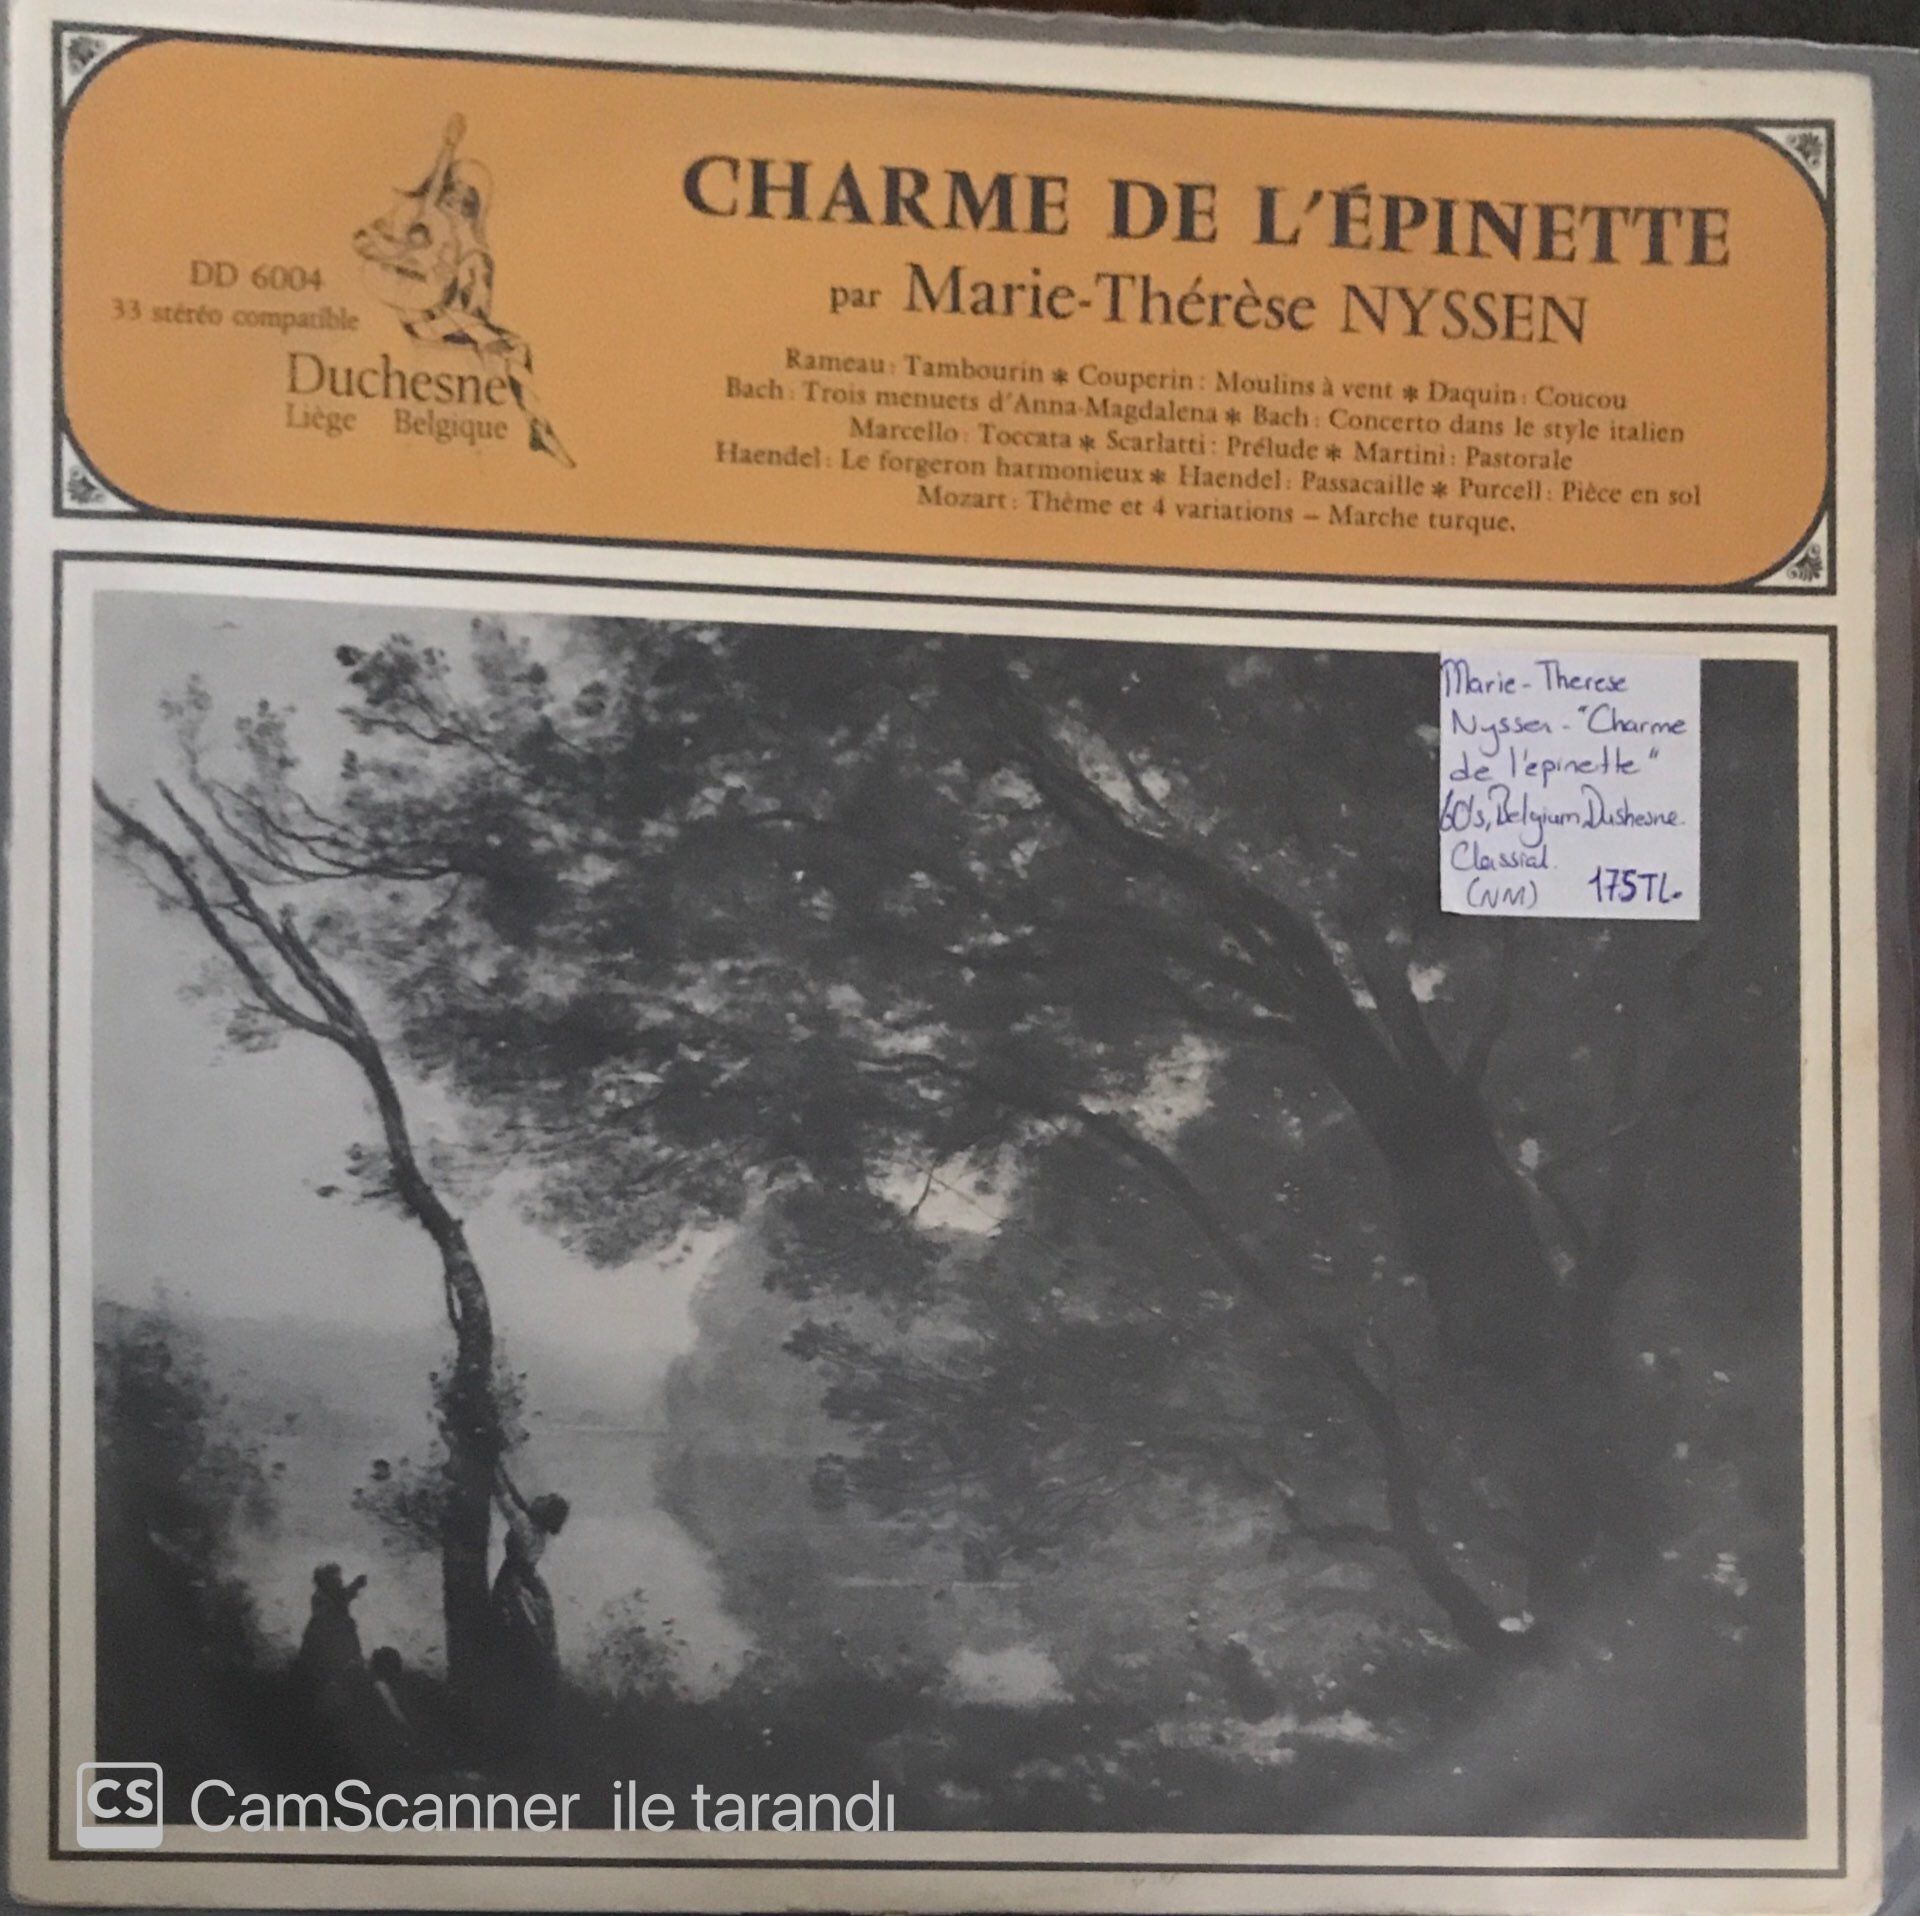 CHARME DE L'ÉPINETTE
par Marie-Thérèse NYSSEN
DD 6004
33 stéréo compatible
Duchesne
Liège Belgique
Rameau : Tambourin * Couperin : Moulins à vent * Daquin : Coucou
Bach : Trois menuets d'Anna-Magdalena * Bach : Concerto dans le style italien
Marcello : Toccata * Scarlatti : Prélude * Martini : Pastorale
Haendel : Le forgeron harmonieux * Haendel : Passacaille * Purcell : Pièce en sol
Mozart : Thème et 4 variations – Marche turque.
Marie-Therese
Nyssen - "Charme
de l'epinette"
60's, Belgium, Dushesne.
Classial.
(NM) 175TL.
CS CamScanner ile tarandı